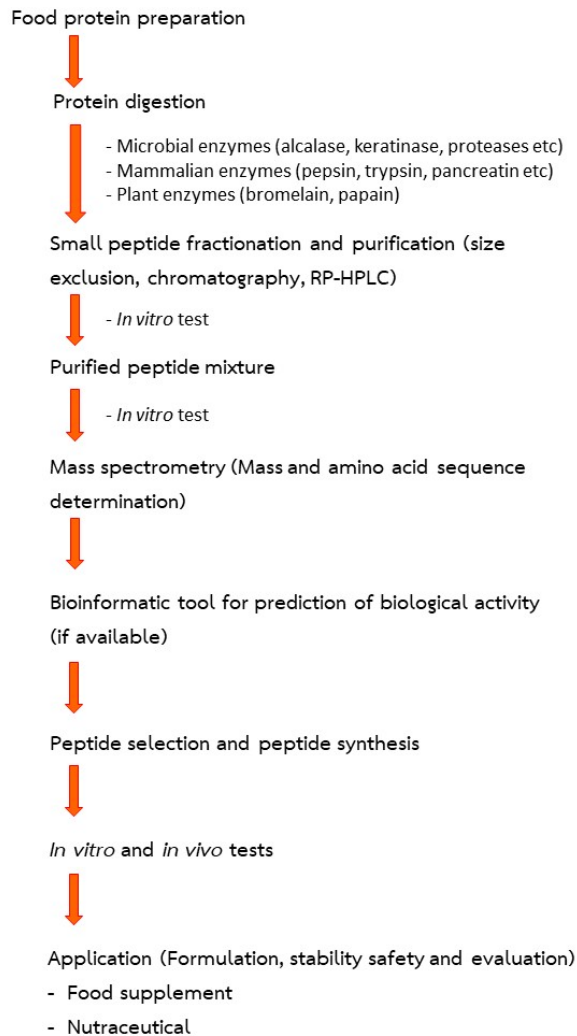 Food protein preparation
Protein digestion
- Microbial enzymes (alcalase, keratinase, proteases etc)
- Mammalian enzymes (pepsin, trypsin, pancreatin etc)
- Plant enzymes (bromelain, papain)
Small peptide fractionation and purification (size
exclusion, chromatography, RP-HPLC)
- In vitro test
Purified peptide mixture
- In vitro test
Mass spectrometry (Mass and amino acid sequence
determination)
Bioinformatic tool for prediction of biological activity
(if available)
Peptide selection and peptide synthesis
In vitro and in vivo tests
Application (Formulation, stability safety and evaluation)
- Food supplement
- Nutraceutical